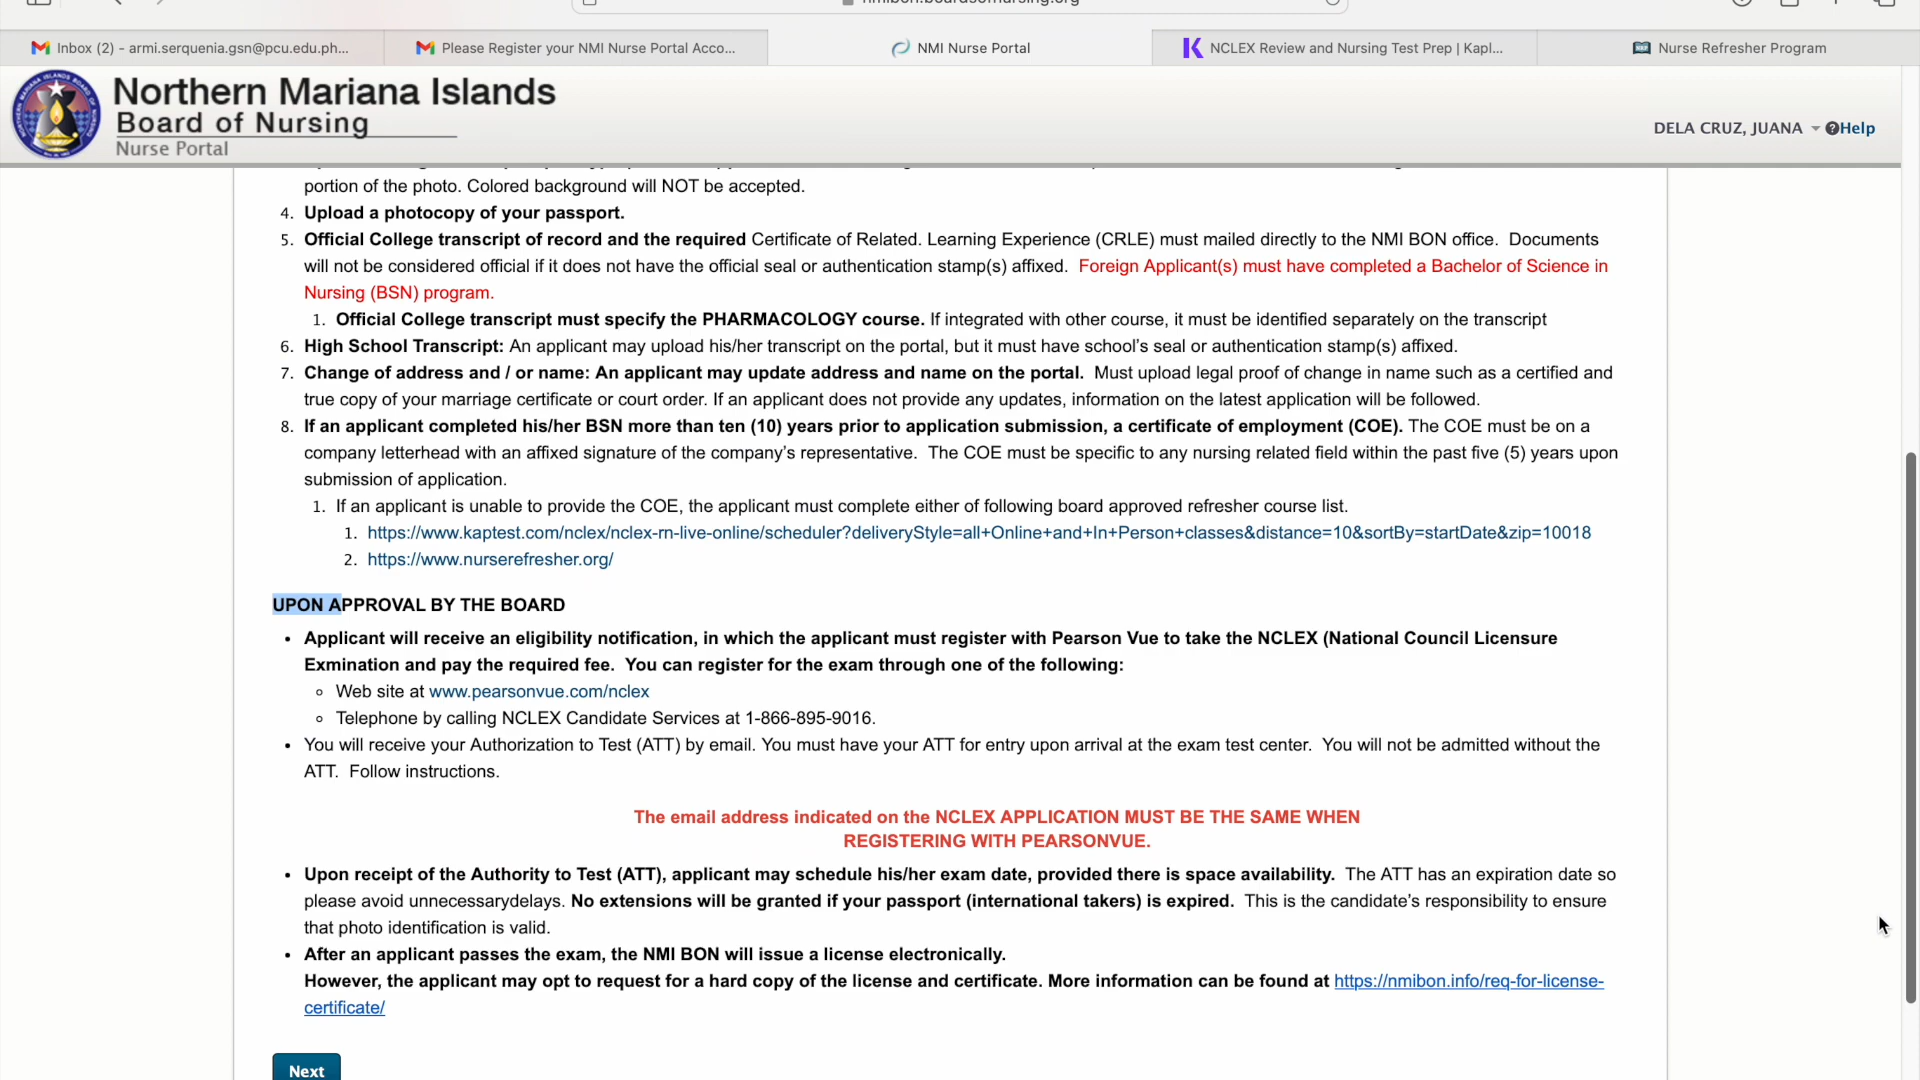 nmibon.boardsofnursing.org
Inbox (2) - armi.serquenia.gsn@pcu.edu.ph...
Please Register your NMI Nurse Portal Acco...
NMI Nurse Portal
NCLEX Review and Nursing Test Prep | Kapl...
Nurse Refresher Program
Northern Mariana Islands
Board of Nursing
Nurse Portal
DELA CRUZ, JUANA
Help
portion of the photo. Colored background will NOT be accepted.
4. Upload a photocopy of your passport.
5. Official College transcript of record and the required Certificate of Related. Learning Experience (CRLE) must mailed directly to the NMI BON office. Documents
will not be considered official if it does not have the official seal or authentication stamp(s) affixed. Foreign Applicant(s) must have completed a Bachelor of Science in
Nursing (BSN) program.
1. Official College transcript must specify the PHARMACOLOGY course. If integrated with other course, it must be identified separately on the transcript
6. High School Transcript: An applicant may upload his/her transcript on the portal, but it must have school's seal or authentication stamp(s) affixed.
7. Change of address and / or name: An applicant may update address and name on the portal. Must upload legal proof of change in name such as a certified and
true copy of your marriage certificate or court order. If an applicant does not provide any updates, information on the latest application will be followed.
8. If an applicant completed his/her BSN more than ten (10) years prior to application submission, a certificate of employment (COE). The COE must be on a
company letterhead with an affixed signature of the company's representative. The COE must be specific to any nursing related field within the past five (5) years upon
submission of application.
1. If an applicant is unable to provide the COE, the applicant must complete either of following board approved refresher course list.
1. https://www.kaptest.com/nclex/nclex-rn-live-online/scheduler?deliveryStyle=all+Online+and+In+Person+classes&distance=10&sortBy=startDate&zip=10018
2. https://www.nurserefresher.org/
UPON APPROVAL BY THE BOARD
• Applicant will receive an eligibility notification, in which the applicant must register with Pearson Vue to take the NCLEX (National Council Licensure
Exmination and pay the required fee. You can register for the exam through one of the following:
◦ Web site at www.pearsonvue.com/nclex
◦ Telephone by calling NCLEX Candidate Services at 1-866-895-9016.
• You will receive your Authorization to Test (ATT) by email. You must have your ATT for entry upon arrival at the exam test center. You will not be admitted without the
ATT. Follow instructions.
The email address indicated on the NCLEX APPLICATION MUST BE THE SAME WHEN
REGISTERING WITH PEARSONVUE.
• Upon receipt of the Authority to Test (ATT), applicant may schedule his/her exam date, provided there is space availability. The ATT has an expiration date so
please avoid unnecessarydelays. No extensions will be granted if your passport (international takers) is expired. This is the candidate's responsibility to ensure
that photo identification is valid.
• After an applicant passes the exam, the NMI BON will issue a license electronically.
However, the applicant may opt to request for a hard copy of the license and certificate. More information can be found at https://nmibon.info/req-for-license-
certificate/
Next